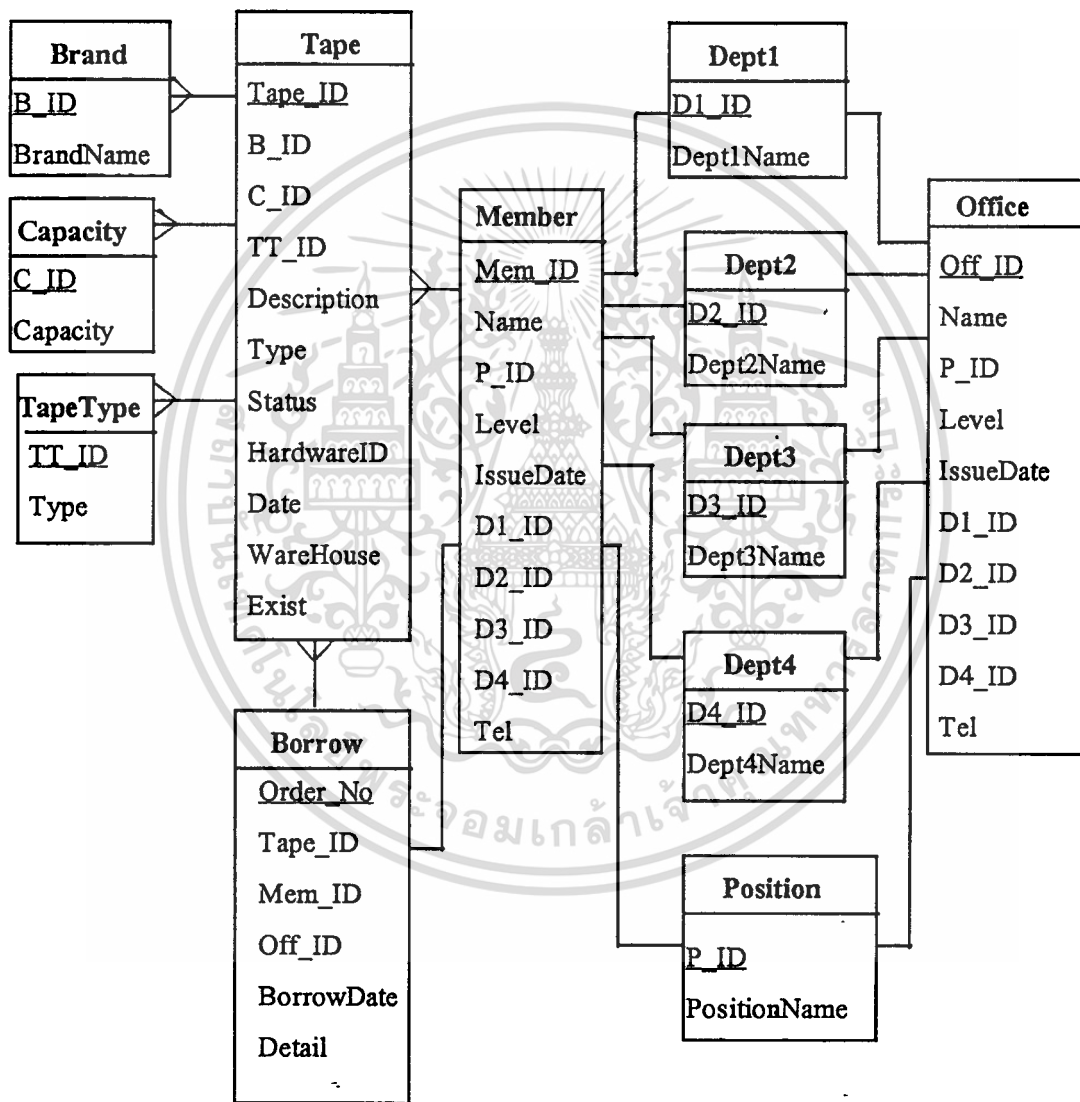 Brand
B_ID
BrandName
Capacity
C_ID
Capacity
TapeType
TT_ID
Type
Tape
Tape_ID
B_ID
C_ID
TT_ID
Description
Type
Status
HardwareID
Date
WareHouse
Exist
Borrow
Order_No
Tape_ID
Mem_ID
Off_ID
BorrowDate
Detail
Member
Mem_ID
Name
P_ID
Level
IssueDate
D1_ID
D2_ID
D3_ID
D4_ID
Tel
Dept1
D1_ID
Dept1Name
Dept2
D2_ID
Dept2Name
Dept3
D3_ID
Dept3Name
Dept4
D4_ID
Dept4Name
Position
P_ID
PositionName
Office
Off_ID
Name
P_ID
Level
IssueDate
D1_ID
D2_ID
D3_ID
D4_ID
Tel